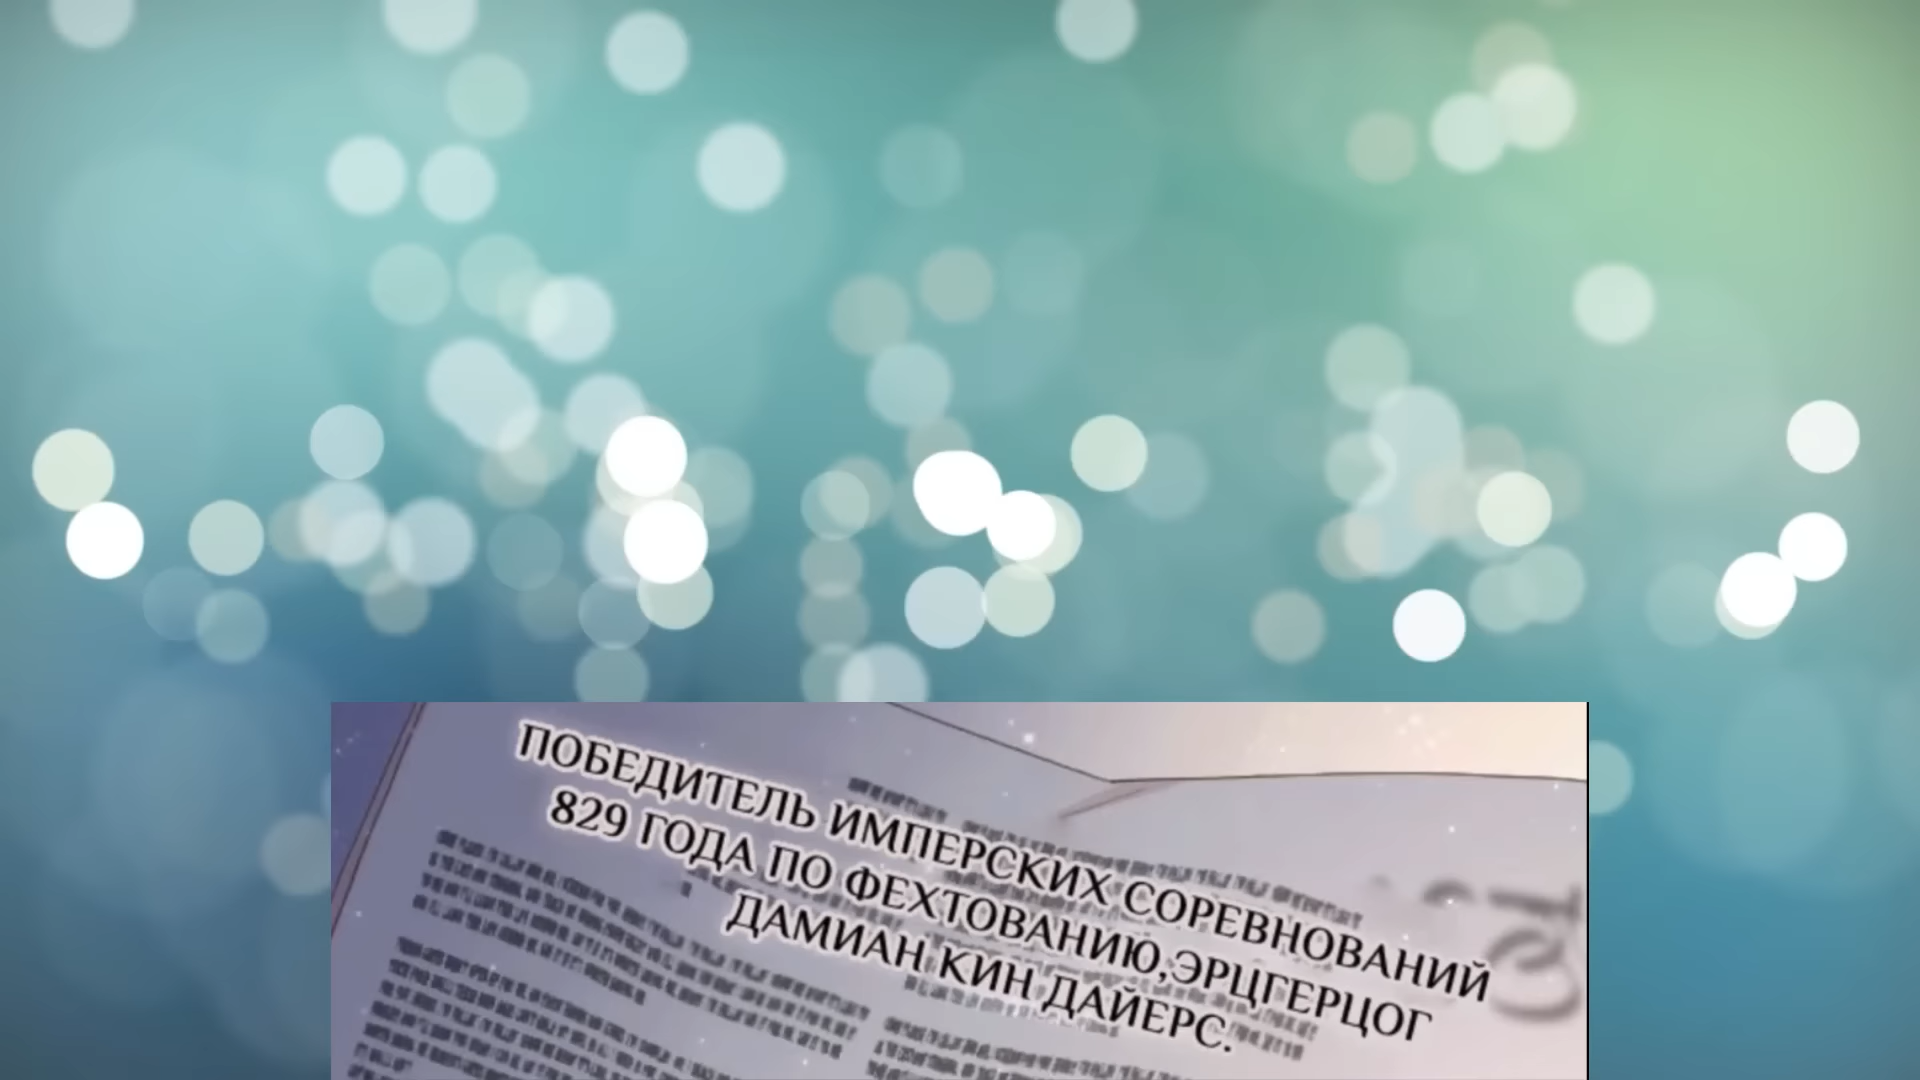 ПОБЕДИТЕЛЬ ИМПЕРСКИХ СОРЕВНОВАНИЙ
829 ГОДА ПО ФЕХТОВАНИЮ,ЭРЦГЕРЦОГ
ДАМИАН КИН ДАЙЕРС.